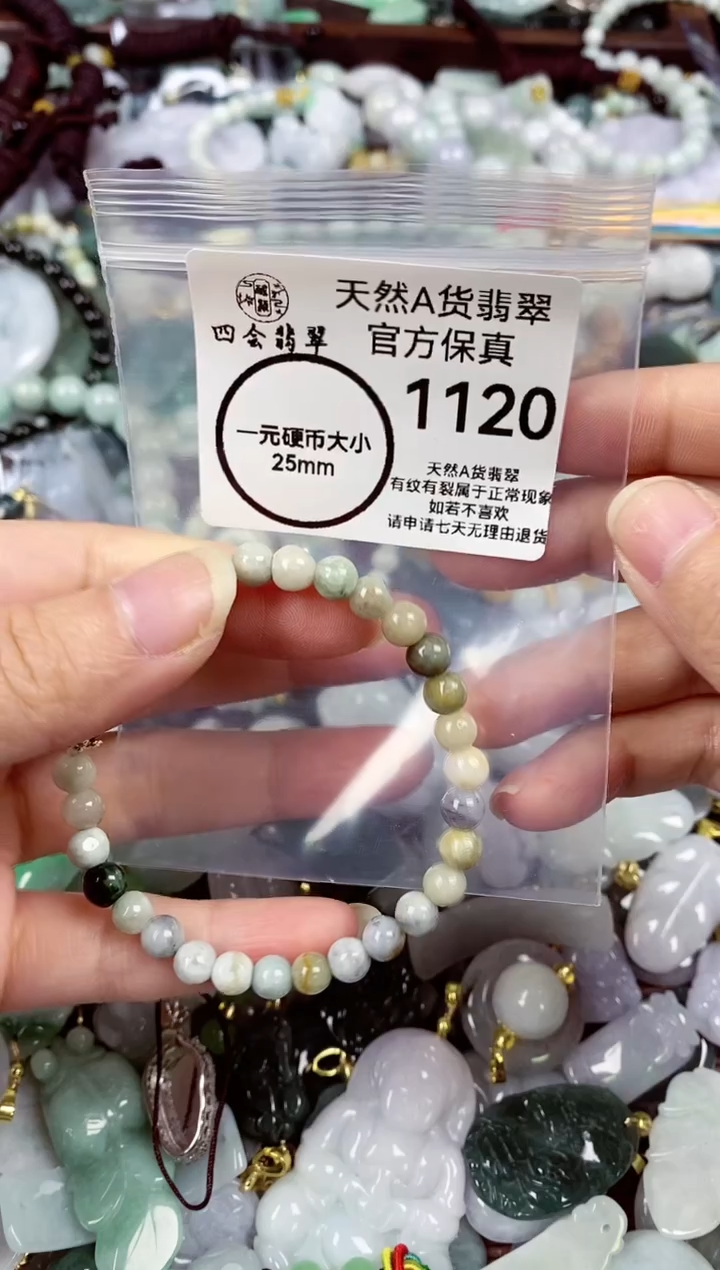 天然A货翡翠
官方保真
四会翡翠
1120
一元硬币大小
25mm
天然A货翡翠
有纹有裂属于正常现象
如若不喜欢
请申请七天无理由退货